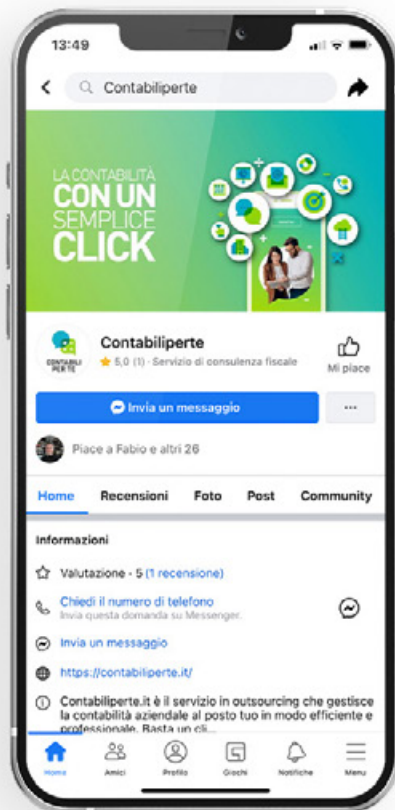 13:49
Contabiliperte
LA CONTABILITÀ
CON UN
SEMPLICE
CLICK
CONTABILI
PER TE
Contabiliperte
5,0 (1) · Servizio di consulenza fiscale
Mi piace
Invia un messaggio
...
Piace a Fabio e altri 26
Home Recensioni Foto Post Community
Informazioni
Valutazione - 5 (1 recensione)
Chiedi il numero di telefono
Invia questa domanda su Messenger.
Invia un messaggio
https://contabiliperte.it/
Contabiliperte.it è il servizio in outsourcing che gestisce
la contabilità aziendale al posto tuo in modo efficiente e
professionale. Basta un cli...
Home Amici Profilo Giochi Notifiche Menu